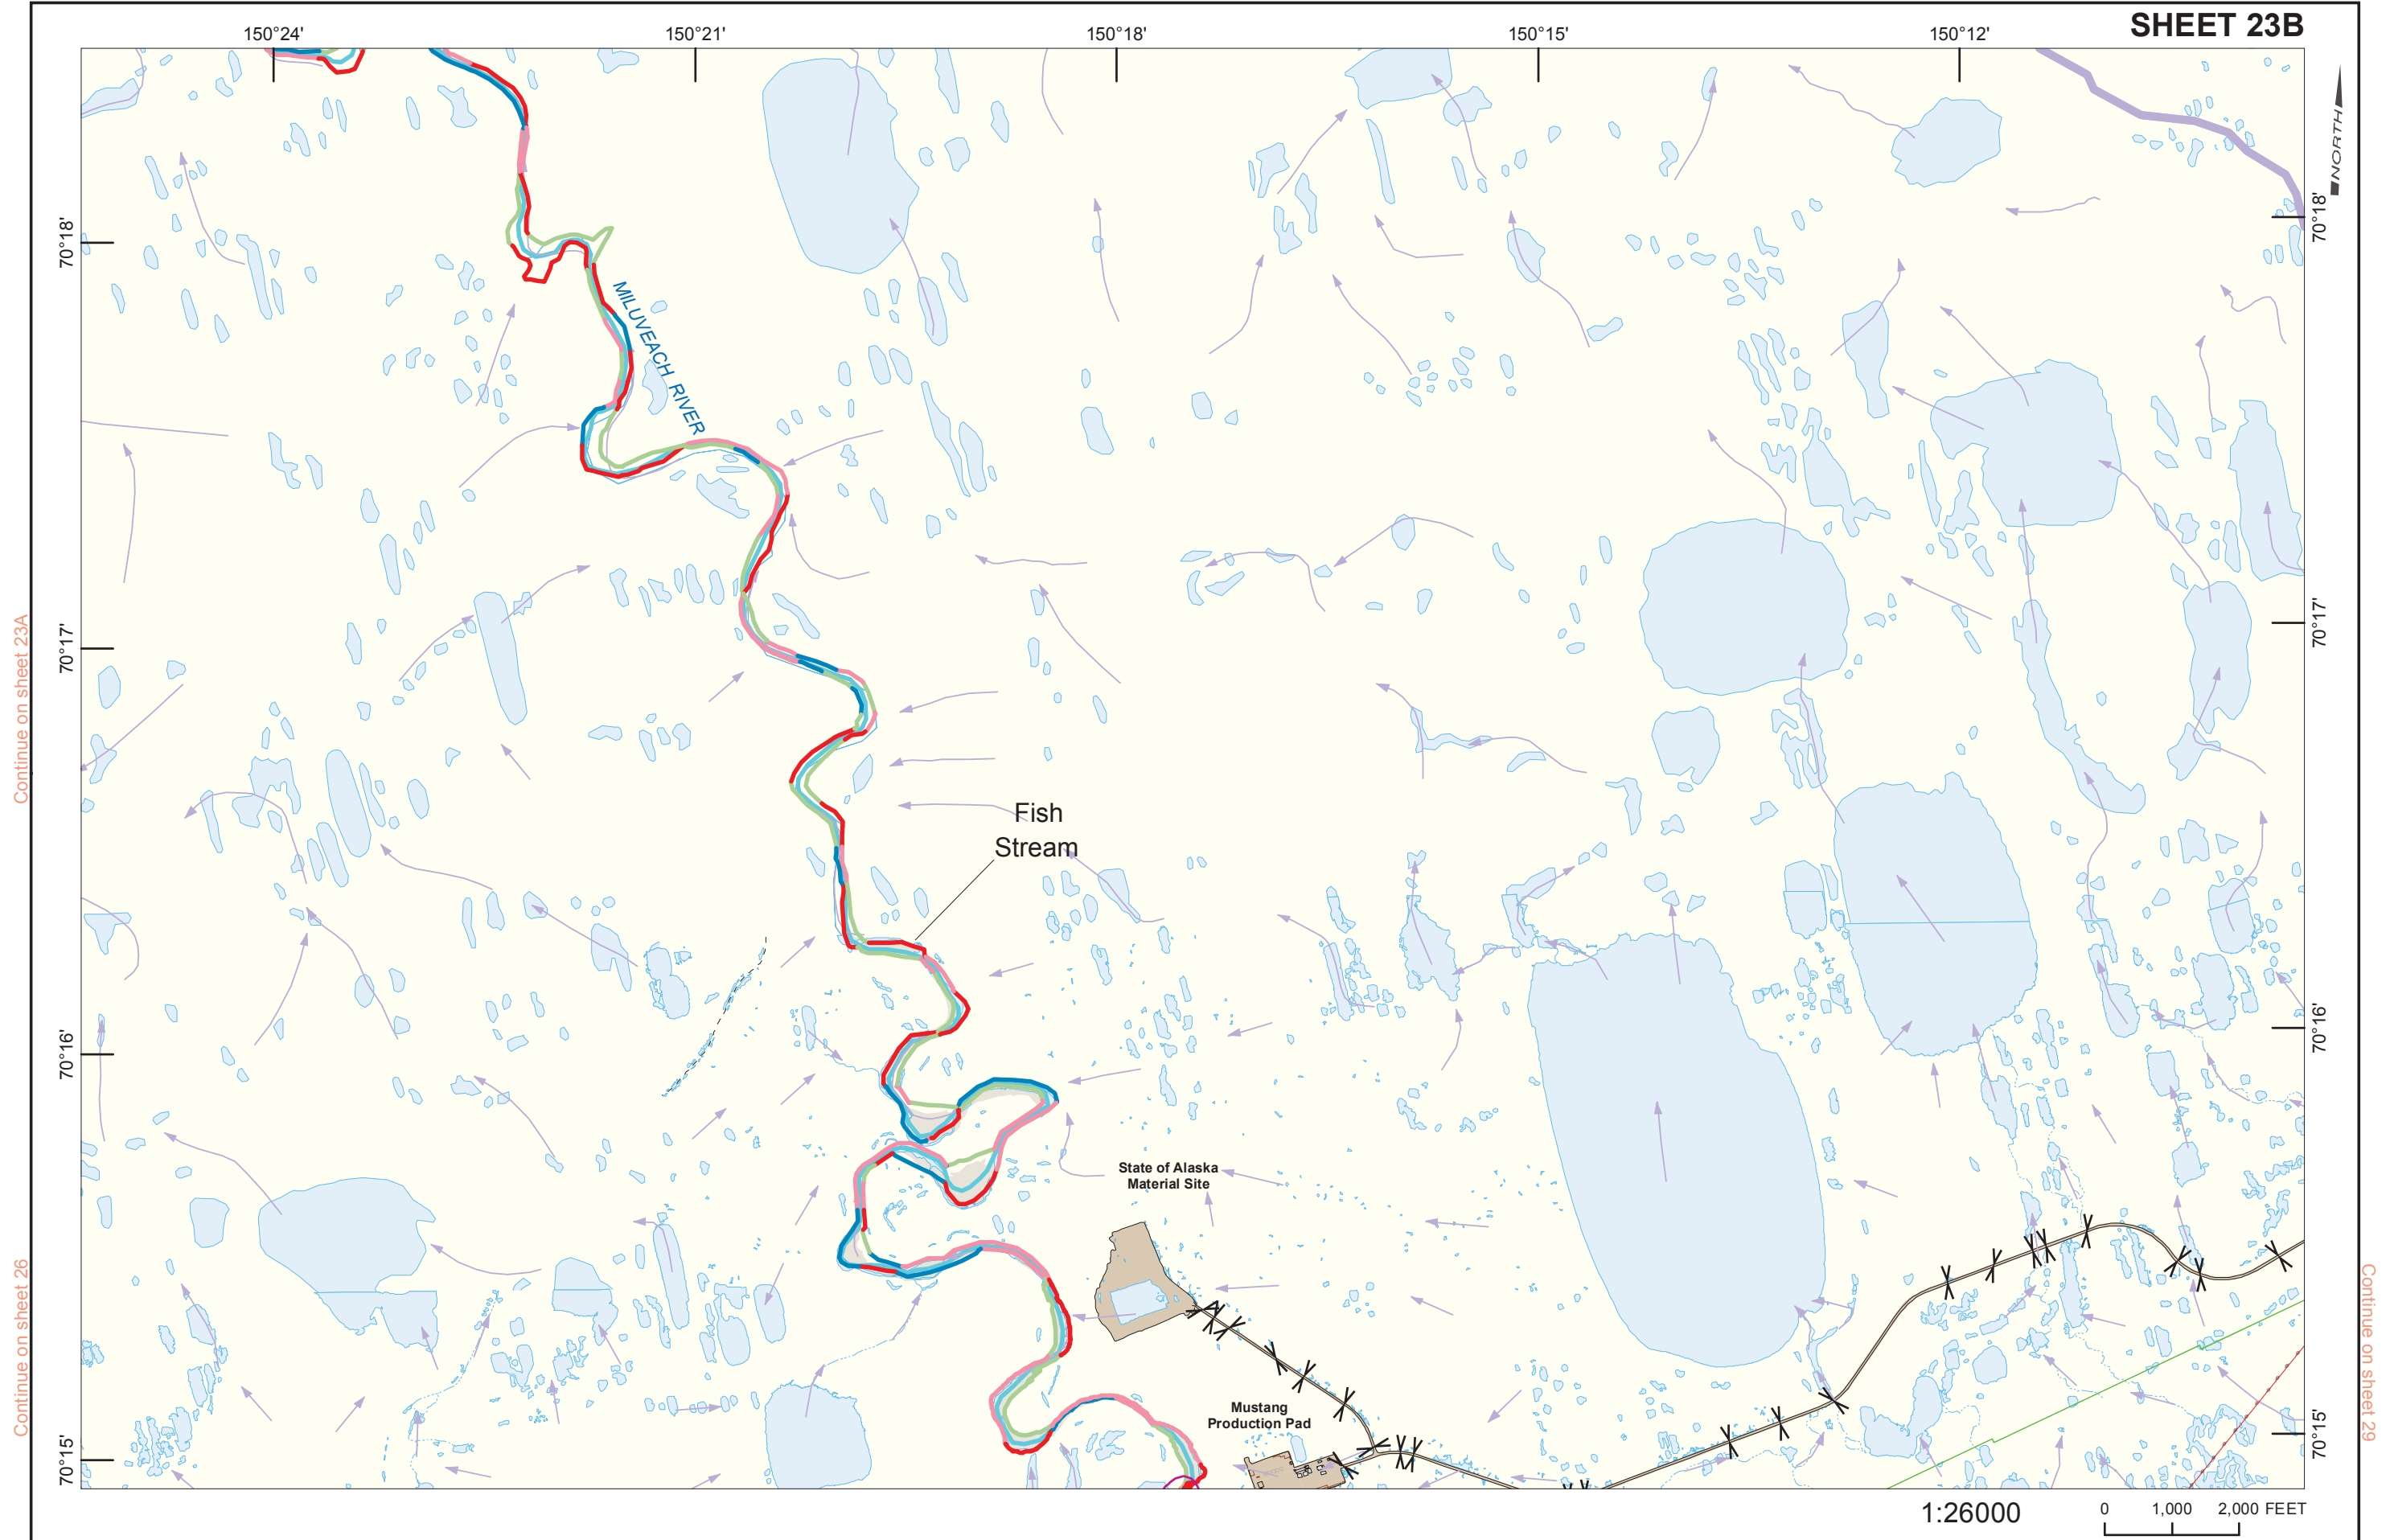 SHEET 23B
150°24'
150°21'
150°18'
150°15'
150°12'
NORTH
70°18'
70°18'
MILUVEACH RIVER
70°17'
70°17'
Continue on sheet 23A
Fish
Stream
70°16'
70°16'
State of Alaska
Material Site
Continue on sheet 26
Continue on sheet 29
Mustang
Production Pad
70°15'
70°15'
1:26000
0 1,000 2,000 FEET